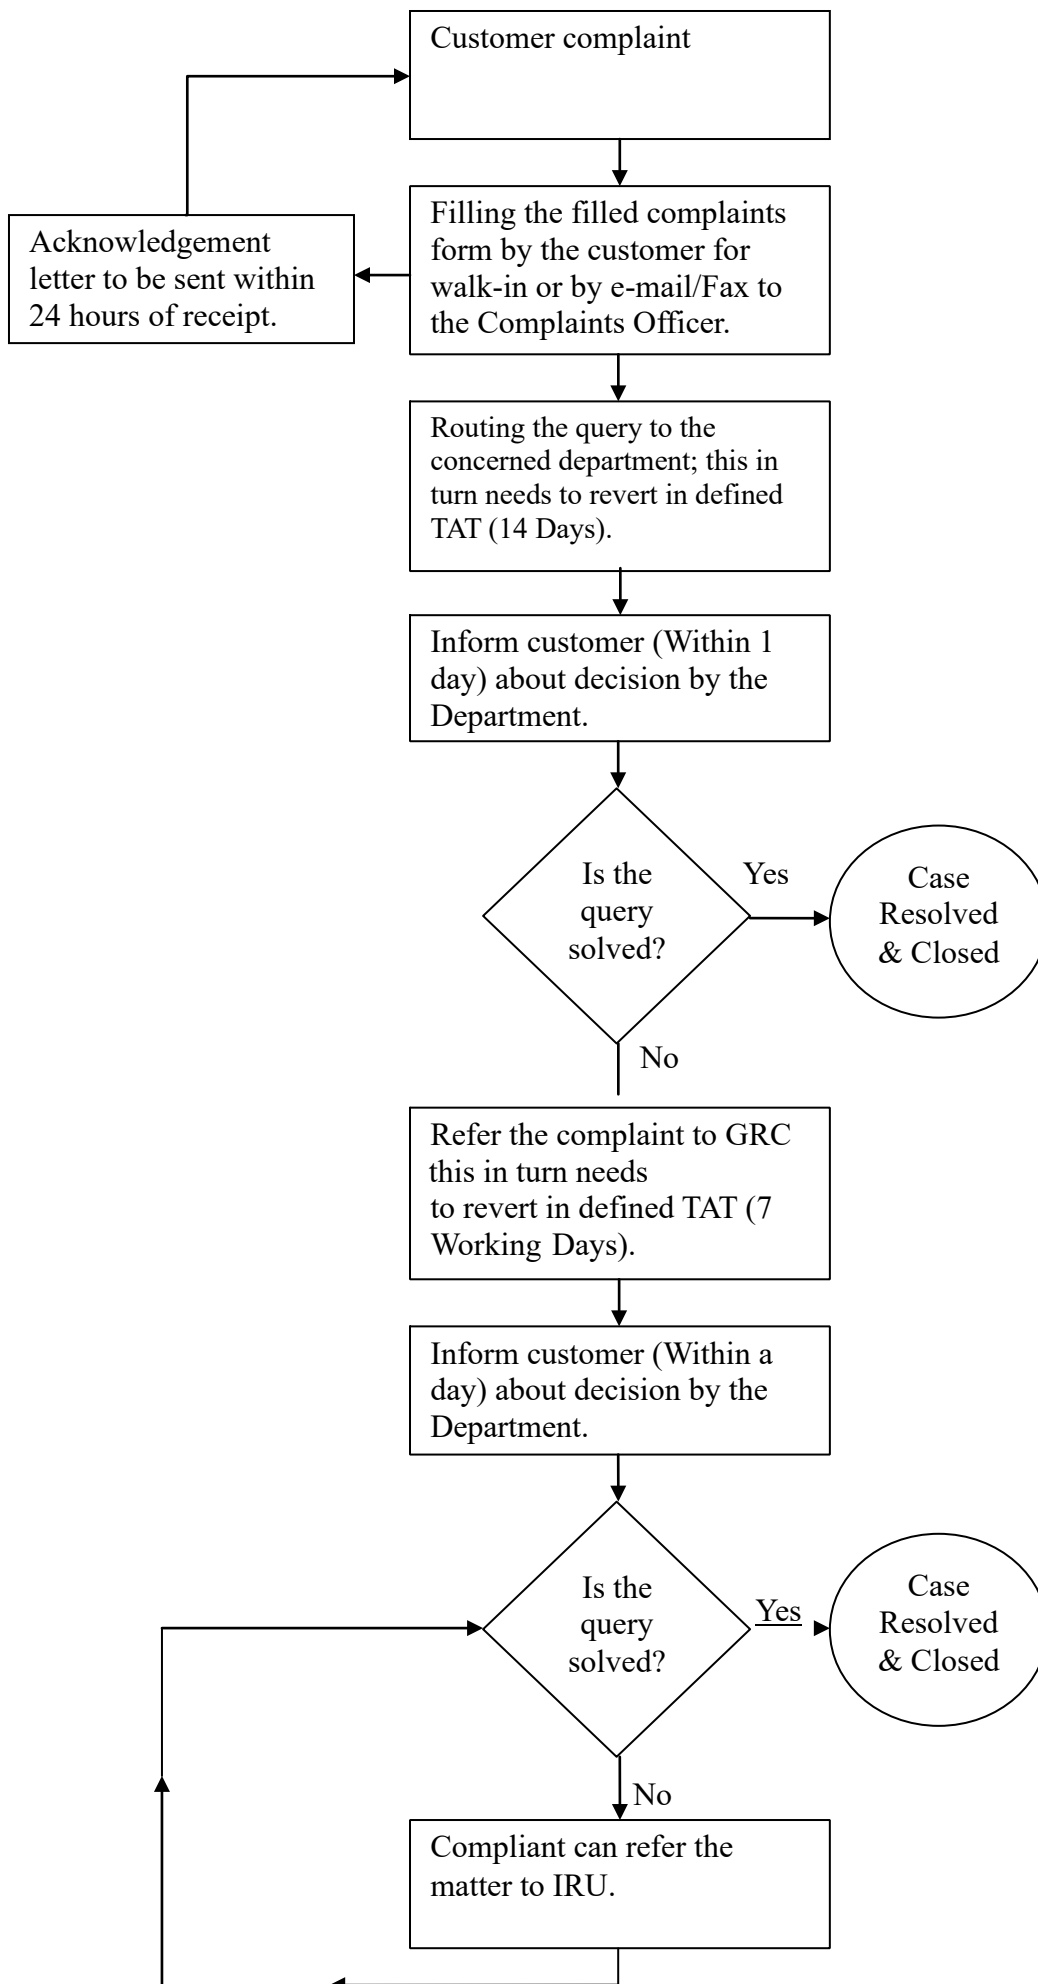 Customer complaint
Filling the filled complaints
form by the customer for
walk-in or by e-mail/Fax to
the Complaints Officer.
Acknowledgement
letter to be sent within
24 hours of receipt.
Routing the query to the
concerned department; this in
turn needs to revert in defined
TAT (14 Days).
Inform customer (Within 1
day) about decision by the
Department.
Is the
query
solved?
Yes
Case
Resolved
& Closed
No
Refer the complaint to GRC
this in turn needs
to revert in defined TAT (7
Working Days).
Inform customer (Within a
day) about decision by the
Department.
Is the
query
solved?
Yes
Case
Resolved
& Closed
No
Compliant can refer the
matter to IRU.